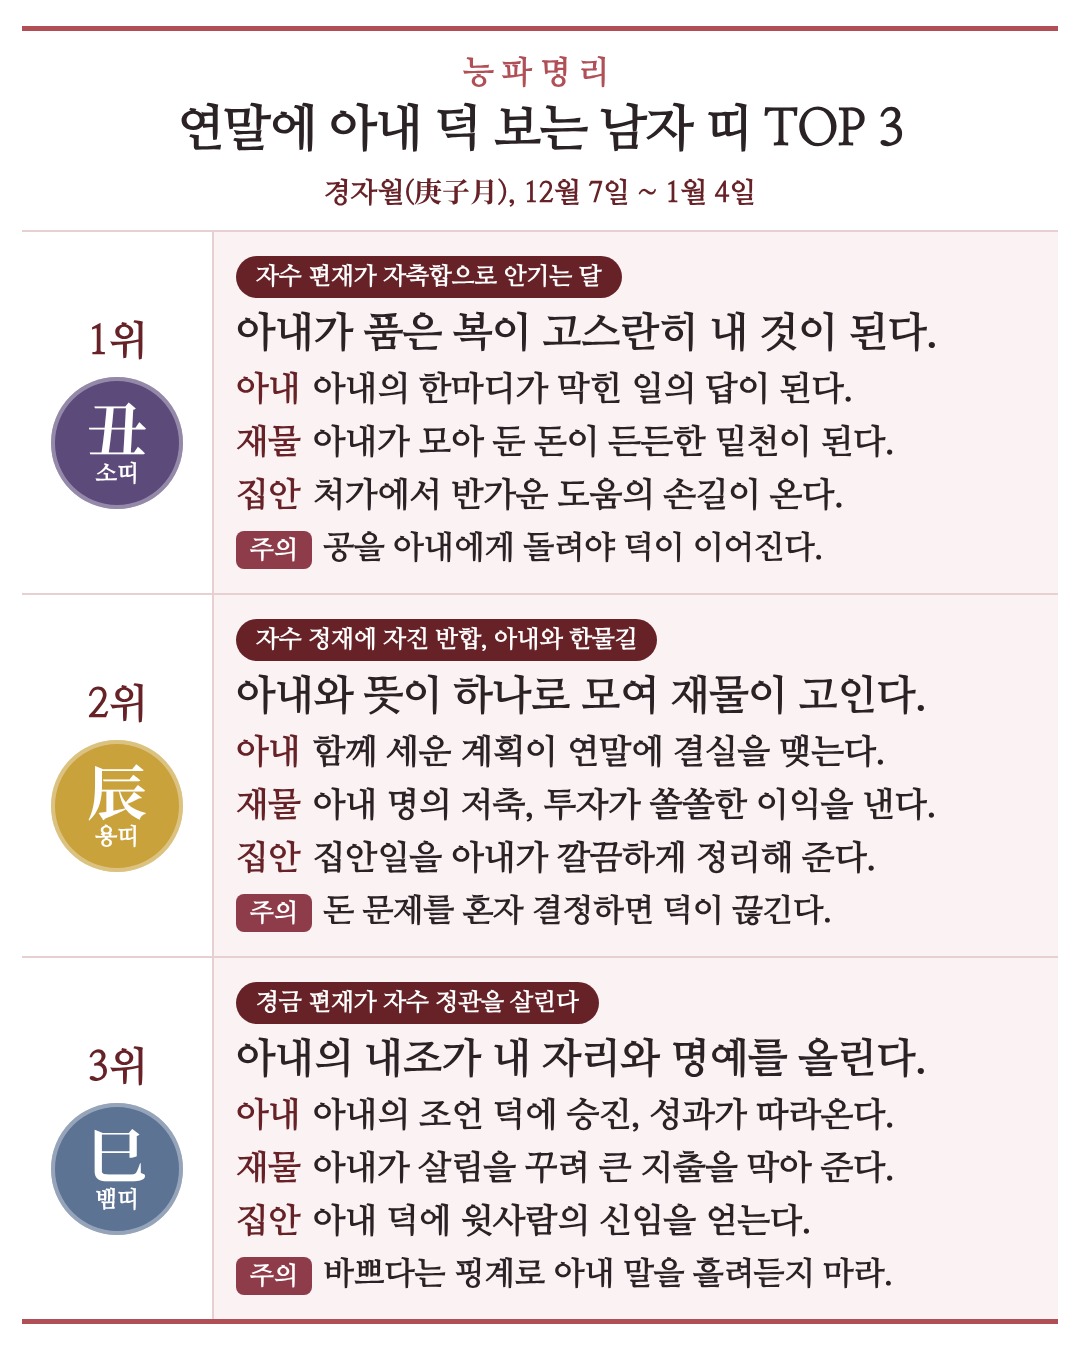 능파명리
연말에 아내 덕 보는 남자 띠 TOP 3
경자월(庚子月), 12월 7일 ~ 1월 4일
1위
丑
소띠
자수 편재가 자축합으로 안기는 달
아내가 품은 복이 고스란히 내 것이 된다.
아내 아내의 한마디가 막힌 일의 답이 된다.
재물 아내가 모아 둔 돈이 든든한 밑천이 된다.
집안 처가에서 반가운 도움의 손길이 온다.
주의 공을 아내에게 돌려야 덕이 이어진다.
2위
辰
용띠
자수 정재에 자진 반합, 아내와 한물길
아내와 뜻이 하나로 모여 재물이 고인다.
아내 함께 세운 계획이 연말에 결실을 맺는다.
재물 아내 명의 저축, 투자가 쏠쏠한 이익을 낸다.
집안 집안일을 아내가 깔끔하게 정리해 준다.
주의 돈 문제를 혼자 결정하면 덕이 끊긴다.
3위
巳
뱀띠
경금 편재가 자수 정관을 살린다
아내의 내조가 내 자리와 명예를 올린다.
아내 아내의 조언 덕에 승진, 성과가 따라온다.
재물 아내가 살림을 꾸려 큰 지출을 막아 준다.
집안 아내 덕에 윗사람의 신임을 얻는다.
주의 바쁘다는 핑계로 아내 말을 흘려듣지 마라.